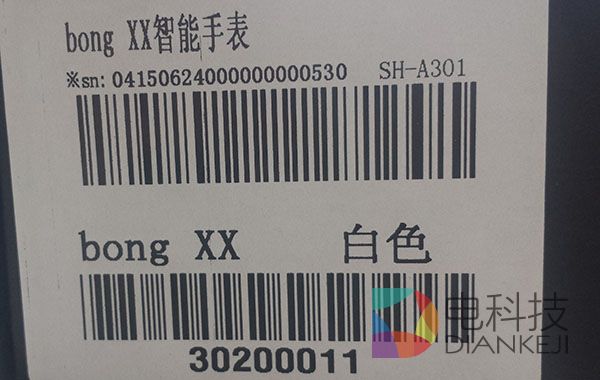 bong XX智能手表
※sn: 04150624000000000530 SH-A301
bong XX 白色
30200011
电科技
DIANKEJI